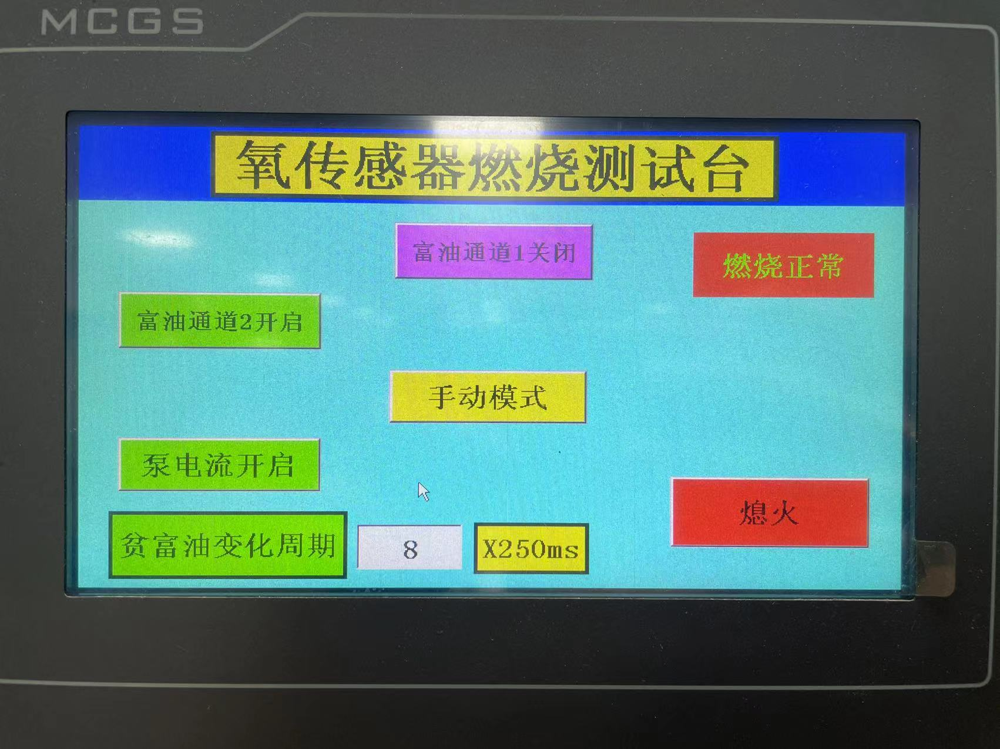 MCGS
氧传感器燃烧测试台
富油通道1关闭
燃烧正常
富油通道2开启
手动模式
泵电流开启
熄火
贫富油变化周期
8
X250ms